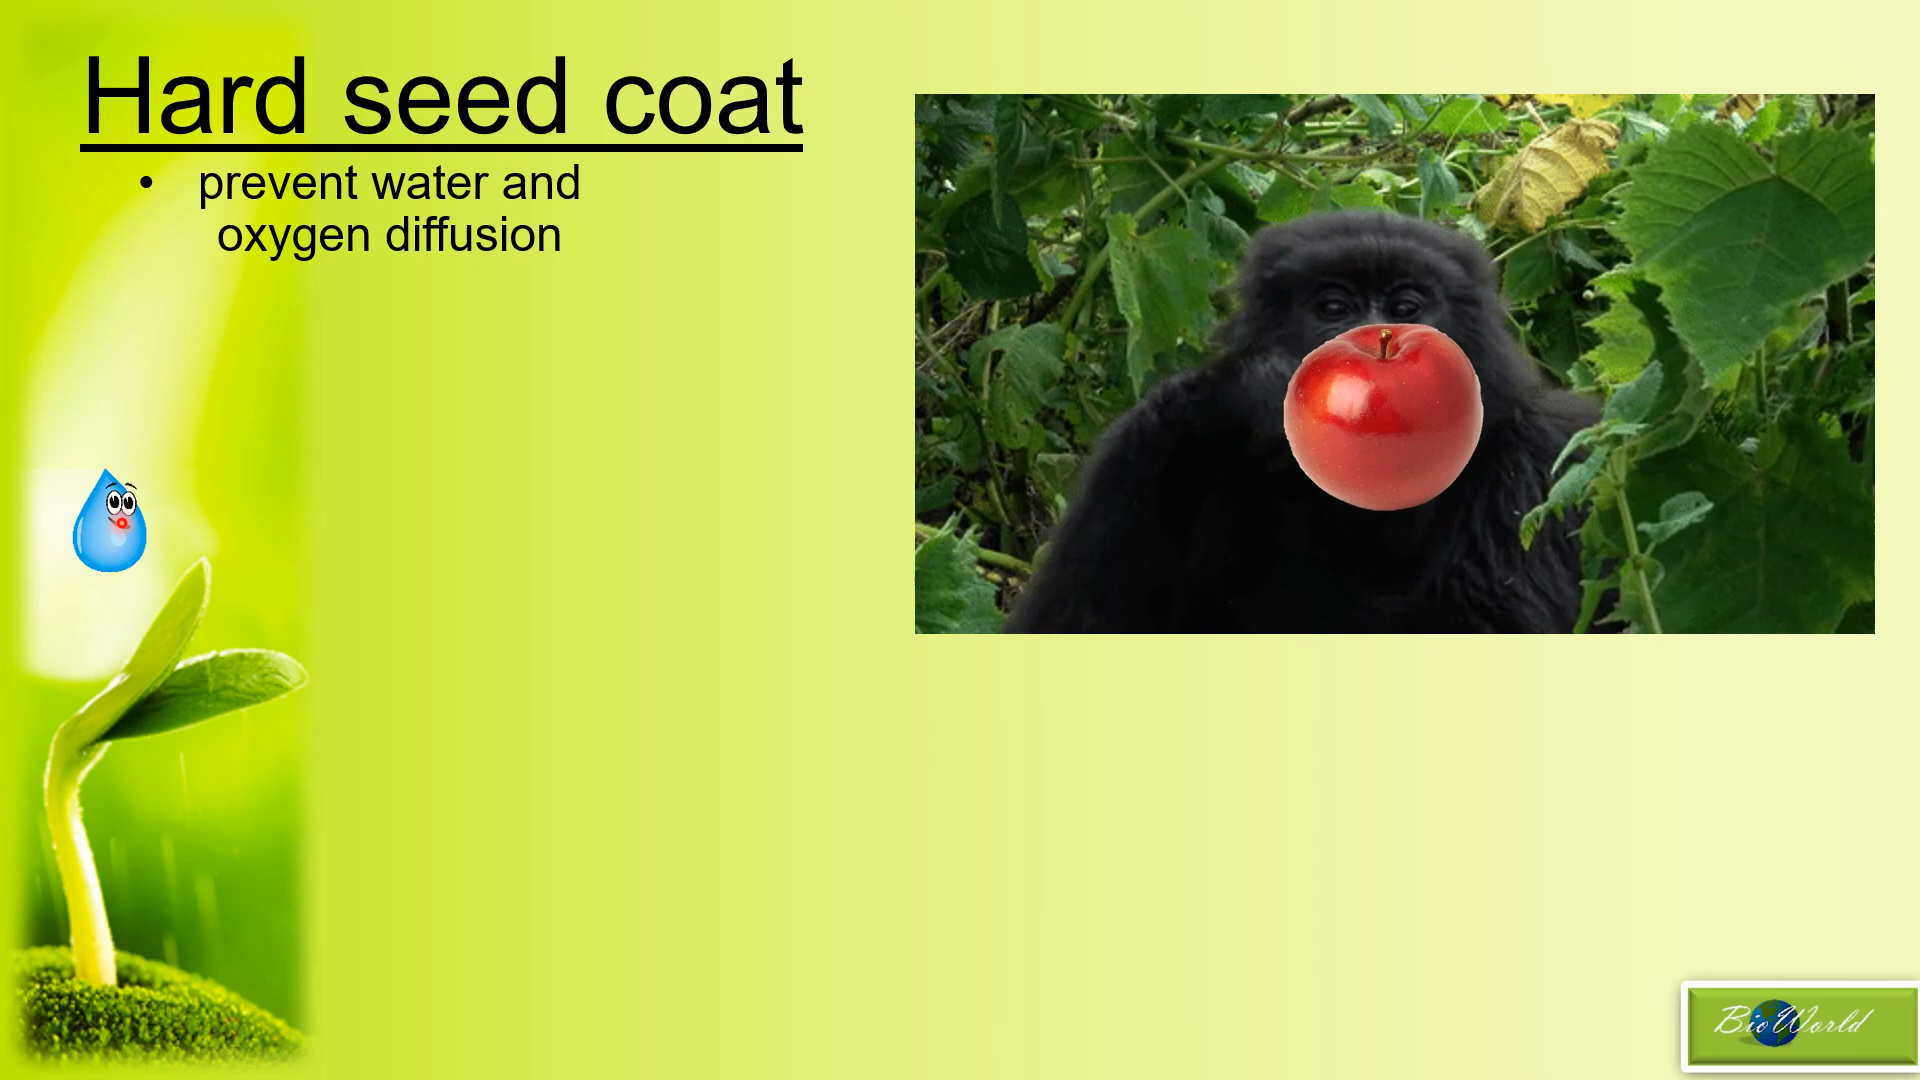 Hard seed coat
• prevent water and
oxygen diffusion
BioWorld